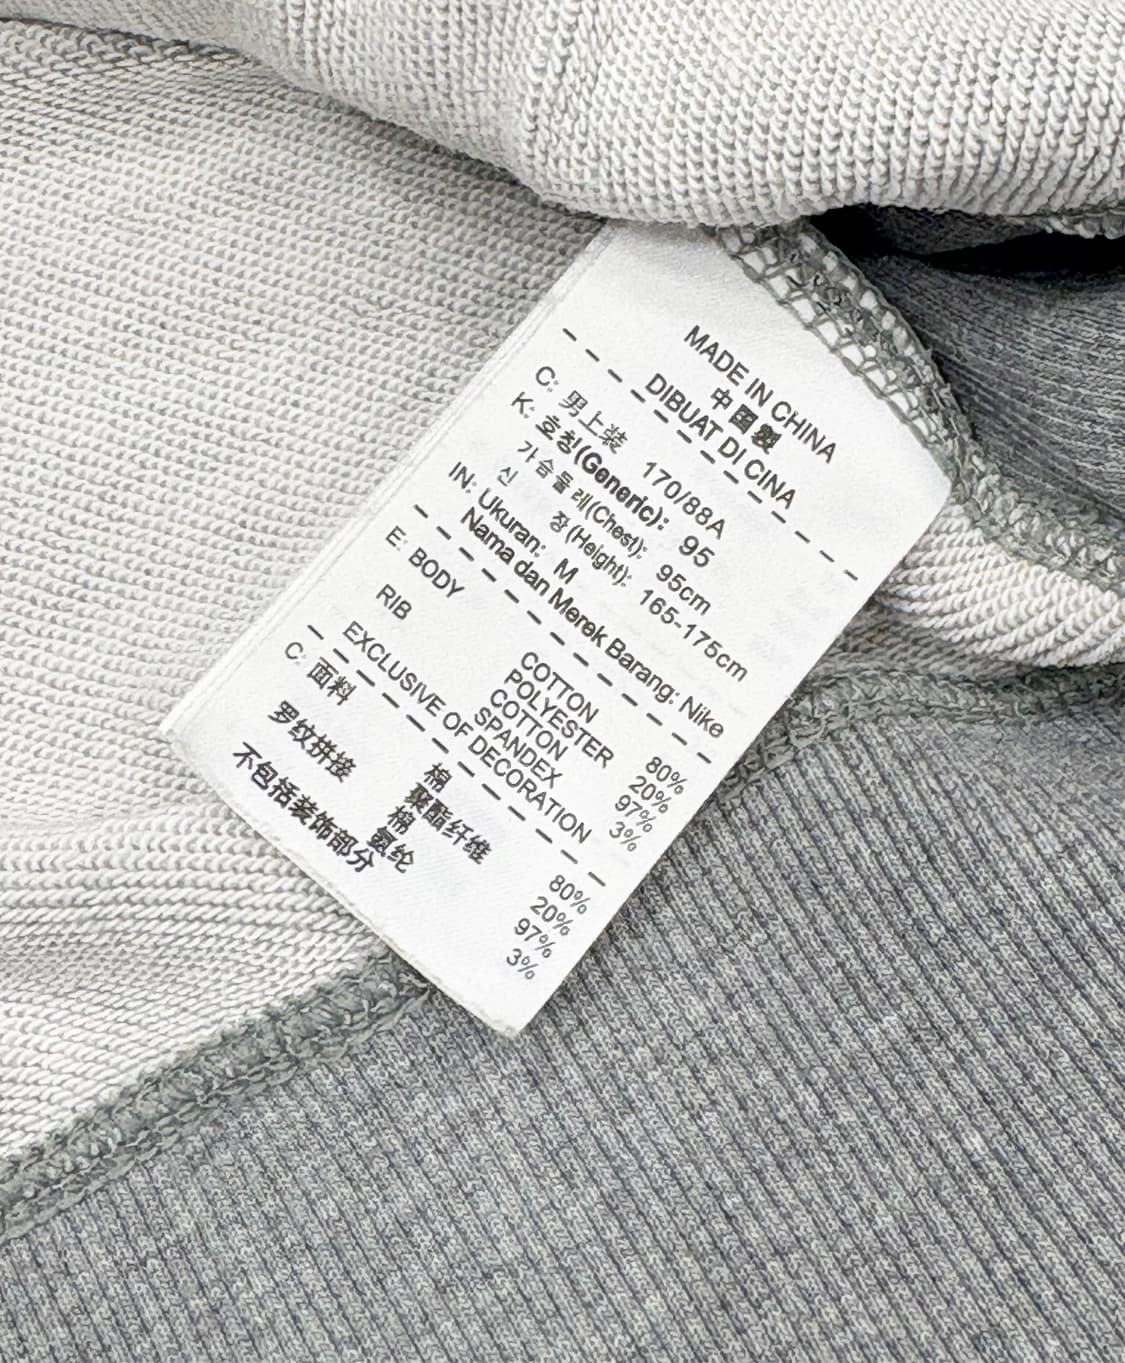 MADE IN CHINA
中國製
DIBUAT DI CINA
C: 男上装 170/88A
K: 호칭(Generic): 95
가슴둘레(Chest): 95cm
신 장(Height): 165-175cm
IN: Ukuran: M
Nama dan Merek Barang: Nike
E: BODY COTTON 80%
POLYESTER 20%
RIB COTTON 97%
SPANDEX 3%
EXCLUSIVE OF DECORATION
C: 面料 棉 80%
聚酯纤维 20%
罗纹拼接 棉 97%
氨纶 3%
不包括装饰部分